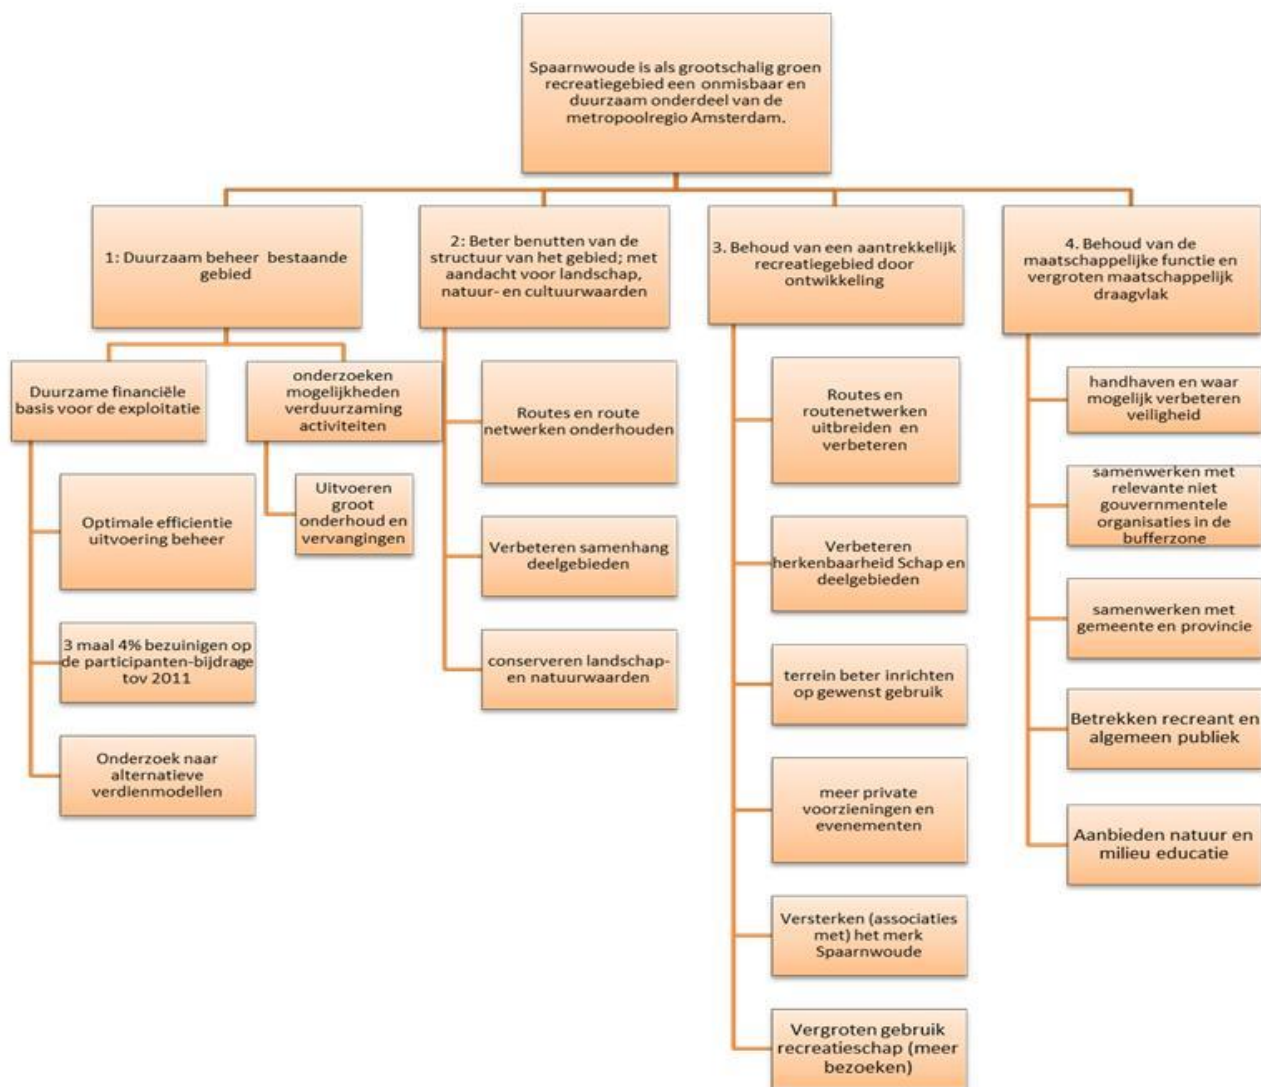 Spaarnwoude is als grootschalig groen
recreatiegebied een onmisbaar en
duurzaam onderdeel van de
metropoolregio Amsterdam.
1: Duurzaam beheer bestaande
gebied
Duurzame financiële
basis voor de exploitatie
Optimale efficientie
uitvoering beheer
3 maal 4% bezuinigen op
de participanten-bijdrage
tov 2011
Onderzoek naar
alternatieve
verdienmodellen
onderzoeken
mogelijkheden
verduurzaming
activiteiten
Uitvoeren
groot
onderhoud en
vervangingen
2: Beter benutten van de
structuur van het gebied; met
aandacht voor landschap,
natuur- en cultuurwaarden
Routes en route
netwerken onderhouden
Verbeteren samenhang
deelgebieden
conserveren landschap-
en natuurwaarden
3. Behoud van een aantrekkelijk
recreatiegebied door
ontwikkeling
Routes en
routenetwerken
uitbreiden en
verbeteren
Verbeteren
herkenbaarheid Schap en
deelgebieden
terrein beter inrichten
op gewenst gebruik
meer private
voorzieningen en
evenementen
Versterken (associaties
met) het merk
Spaarnwoude
Vergroten gebruik
recreatieschap (meer
bezoeken)
4. Behoud van de
maatschappelijke functie en
vergroten maatschappelijk
draagvlak
handhaven en waar
mogelijk verbeteren
veiligheid
samenwerken met
relevante niet
gouvernmentele
organisaties in de
bufferzone
samenwerken met
gemeente en provincie
Betrekken recreant en
algemeen publiek
Aanbieden natuur en
milieu educatie